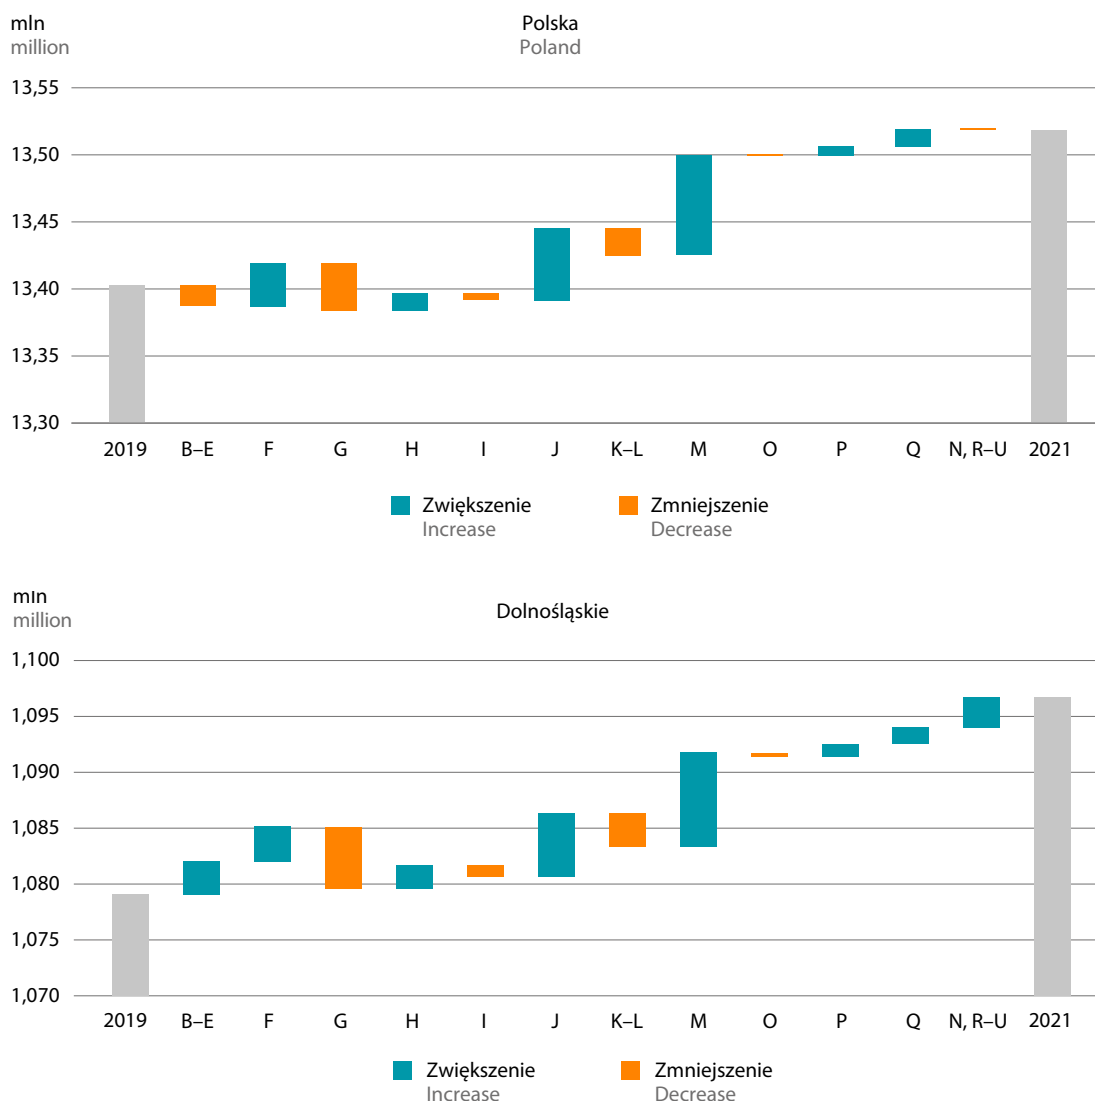 mln
million
Polska
Poland
13,55
13,50
13,45
13,40
13,35
13,30
2019 B–E F G H I J K–L M O P Q N, R–U 2021
Zwiększenie
Increase
Zmniejszenie
Decrease
mln
million
Dolnośląskie
1,100
1,095
1,090
1,085
1,080
1,075
1,070
2019 B–E F G H I J K–L M O P Q N, R–U 2021
Zwiększenie
Increase
Zmniejszenie
Decrease